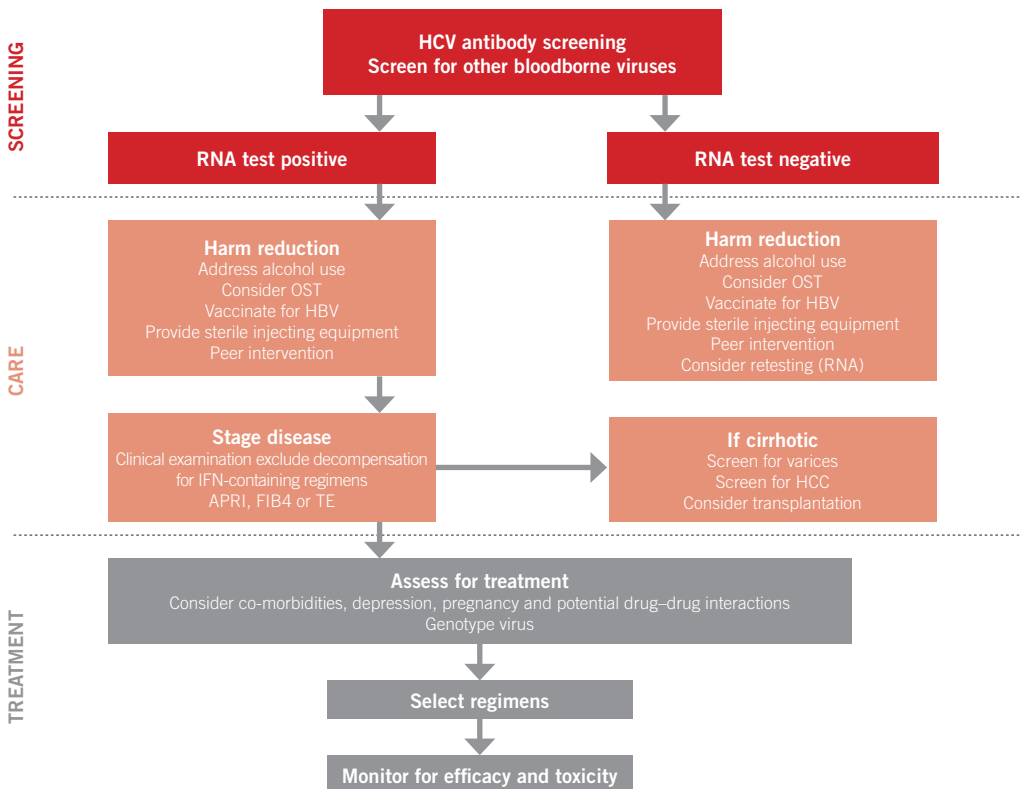 SCREENING
HCV antibody screening
Screen for other bloodborne viruses
RNA test positive
RNA test negative
CARE
Harm reduction
Address alcohol use
Consider OST
Vaccinate for HBV
Provide sterile injecting equipment
Peer intervention
Harm reduction
Address alcohol use
Consider OST
Vaccinate for HBV
Provide sterile injecting equipment
Peer intervention
Consider retesting (RNA)
Stage disease
Clinical examination exclude decompensation
for IFN-containing regimens
APRI, FIB4 or TE
If cirrhotic
Screen for varices
Screen for HCC
Consider transplantation
TREATMENT
Assess for treatment
Consider co-morbidities, depression, pregnancy and potential drug–drug interactions
Genotype virus
Select regimens
Monitor for efficacy and toxicity